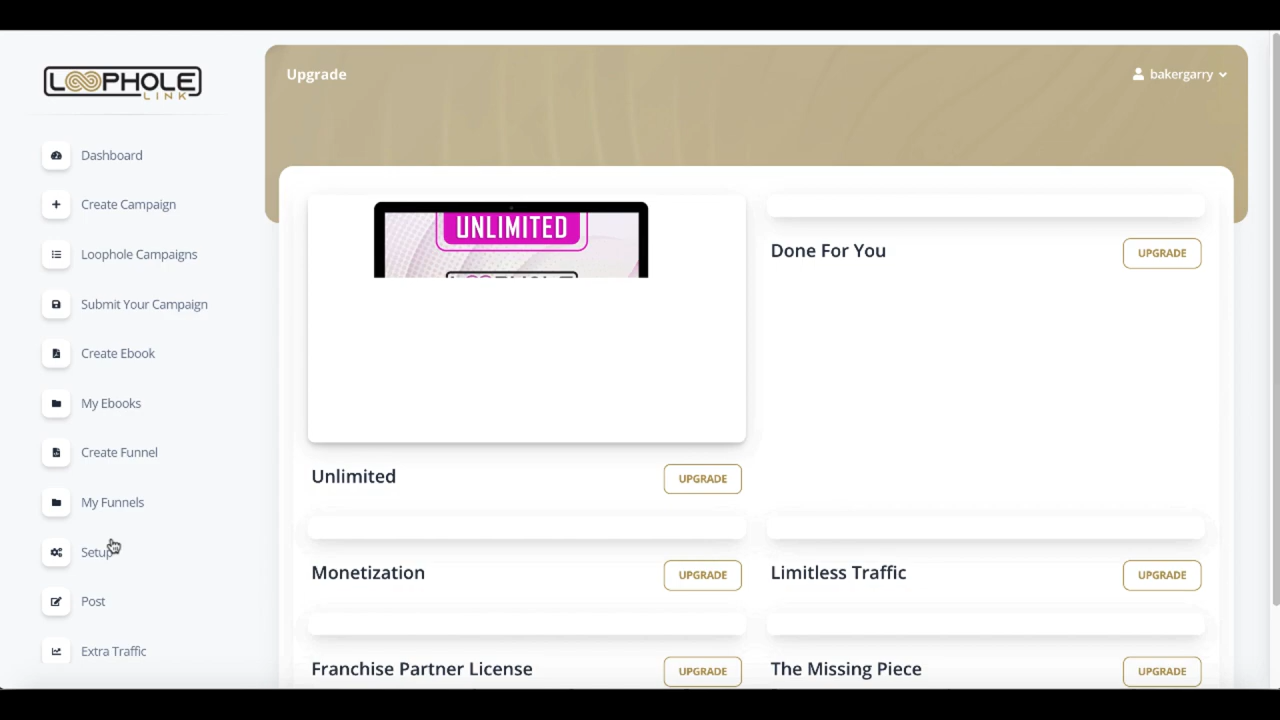 LOOPHOLE
LINK
Dashboard
Create Campaign
Loophole Campaigns
Submit Your Campaign
Create Ebook
My Ebooks
Create Funnel
My Funnels
Setup
Post
Extra Traffic
Upgrade
bakergarry
UNLIMITED
Unlimited
UPGRADE
Done For You
UPGRADE
Monetization
UPGRADE
Limitless Traffic
UPGRADE
Franchise Partner License
UPGRADE
The Missing Piece
UPGRADE